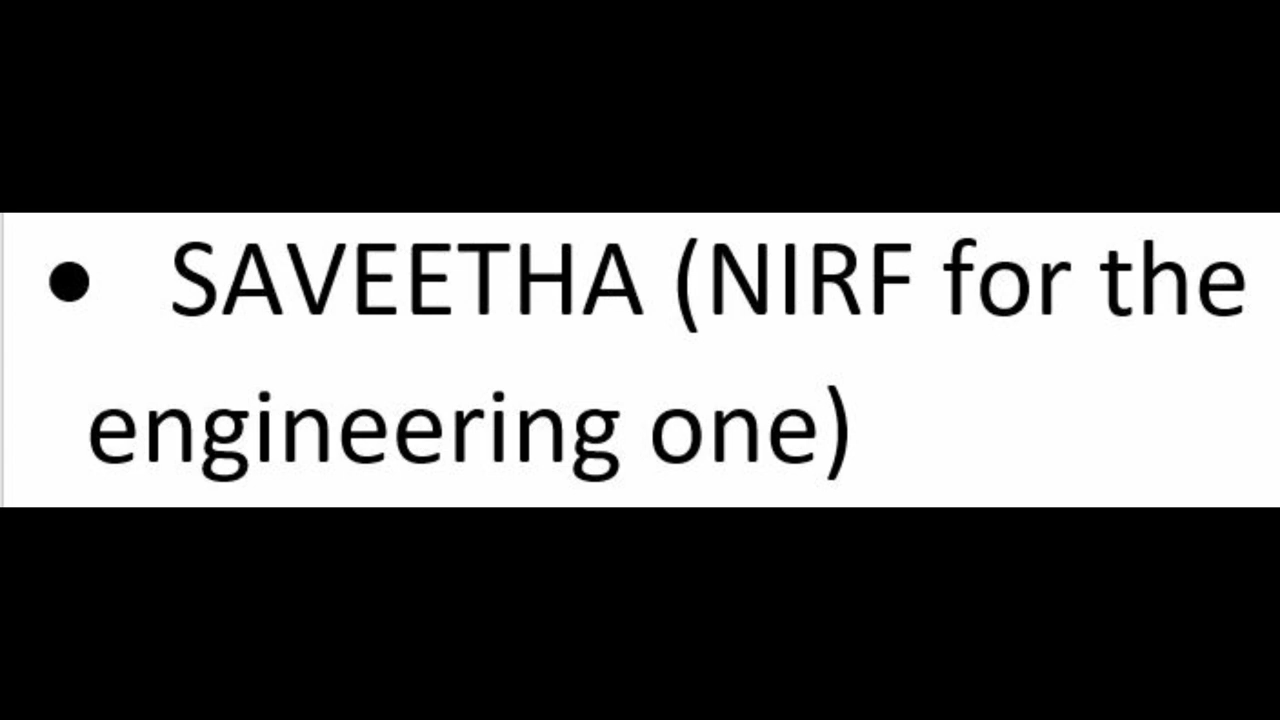 • SAVEETHA (NIRF for the
engineering one)